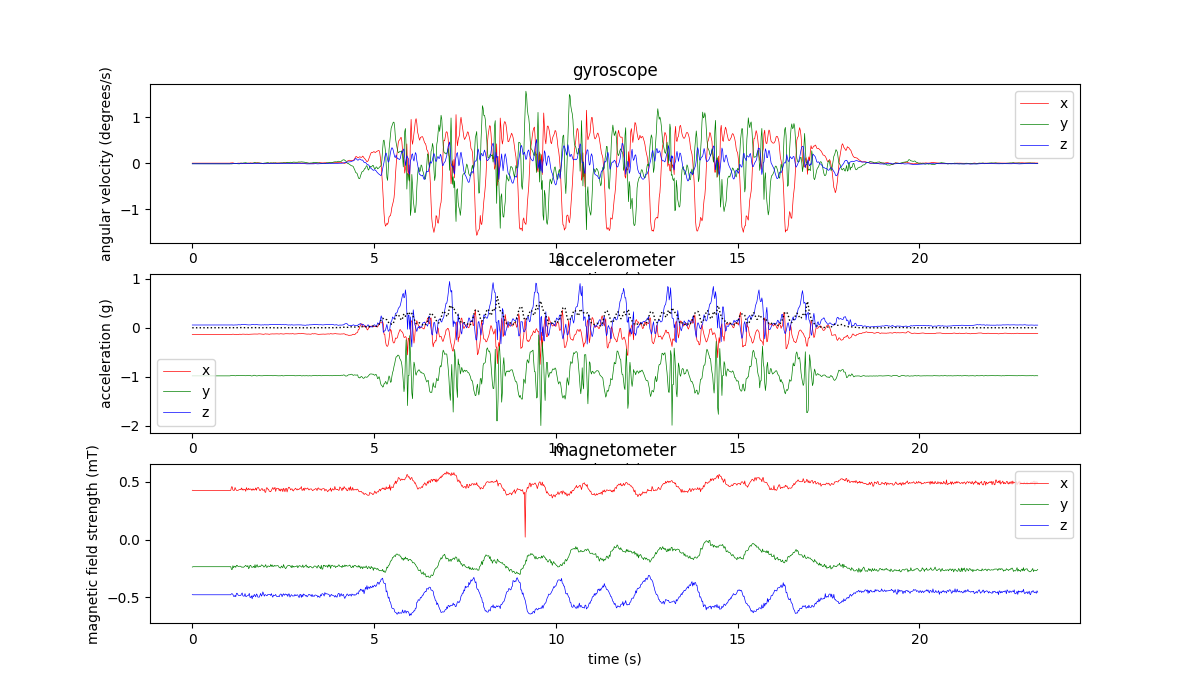 gyroscope
angular velocity (degrees/s)
1
0
−1
x
y
z
0
5
10
15
20
accelerometer
acceleration (g)
1
0
−1
−2
x
y
z
0
5
10
15
20
magnetometer
magnetic field strength (mT)
0.5
0.0
−0.5
x
y
z
0
5
10
15
20
time (s)